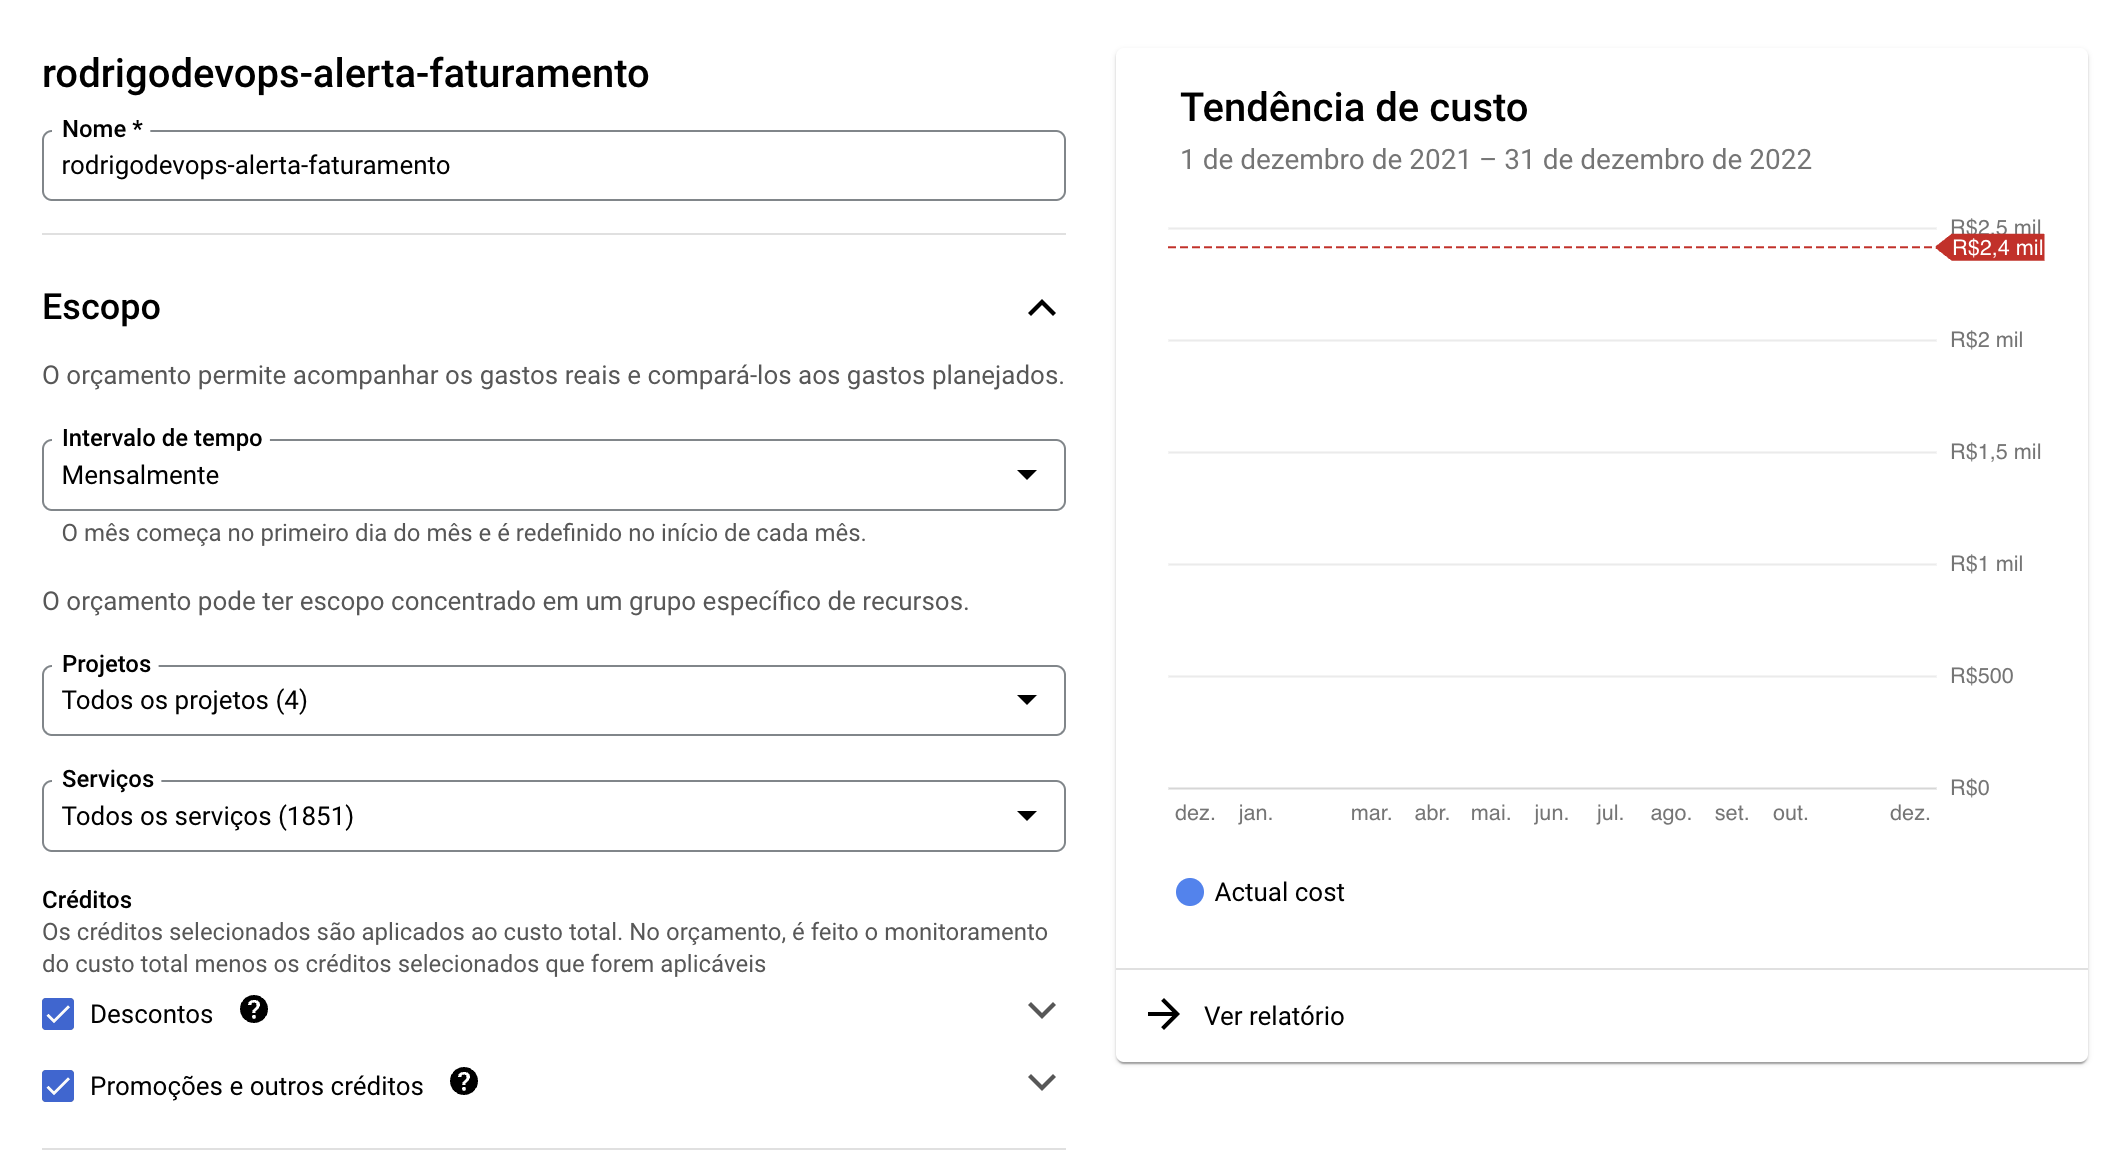 rodrigodevops-alerta-faturamento
Nome *
rodrigodevops-alerta-faturamento
Escopo
O orçamento permite acompanhar os gastos reais e compará-los aos gastos planejados.
Intervalo de tempo
Mensalmente
O mês começa no primeiro dia do mês e é redefinido no início de cada mês.
O orçamento pode ter escopo concentrado em um grupo específico de recursos.
Projetos
Todos os projetos (4)
Serviços
Todos os serviços (1851)
Créditos
Os créditos selecionados são aplicados ao custo total. No orçamento, é feito o monitoramento
do custo total menos os créditos selecionados que forem aplicáveis
Descontos
Promoções e outros créditos
Tendência de custo
1 de dezembro de 2021 – 31 de dezembro de 2022
R$2,5 mil
R$2,4 mil
R$2 mil
R$1,5 mil
R$1 mil
R$500
R$0
dez. jan. mar. abr. mai. jun. jul. ago. set. out. dez.
Actual cost
Ver relatório